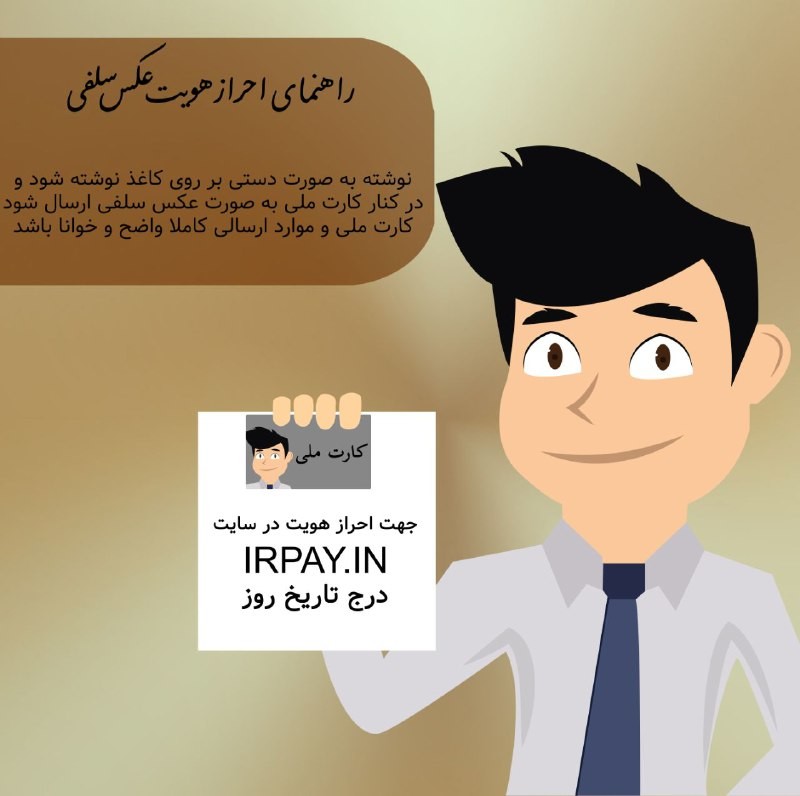 راهنمای احراز هویت عکس سلفی
نوشته به صورت دستی بر روی کاغذ نوشته شود و
در کنار کارت ملی به صورت عکس سلفی ارسال شود
کارت ملی و موارد ارسالی کاملا واضح و خوانا باشد
کارت ملی
جهت احراز هویت در سایت
IRPAY.IN
درج تاریخ روز